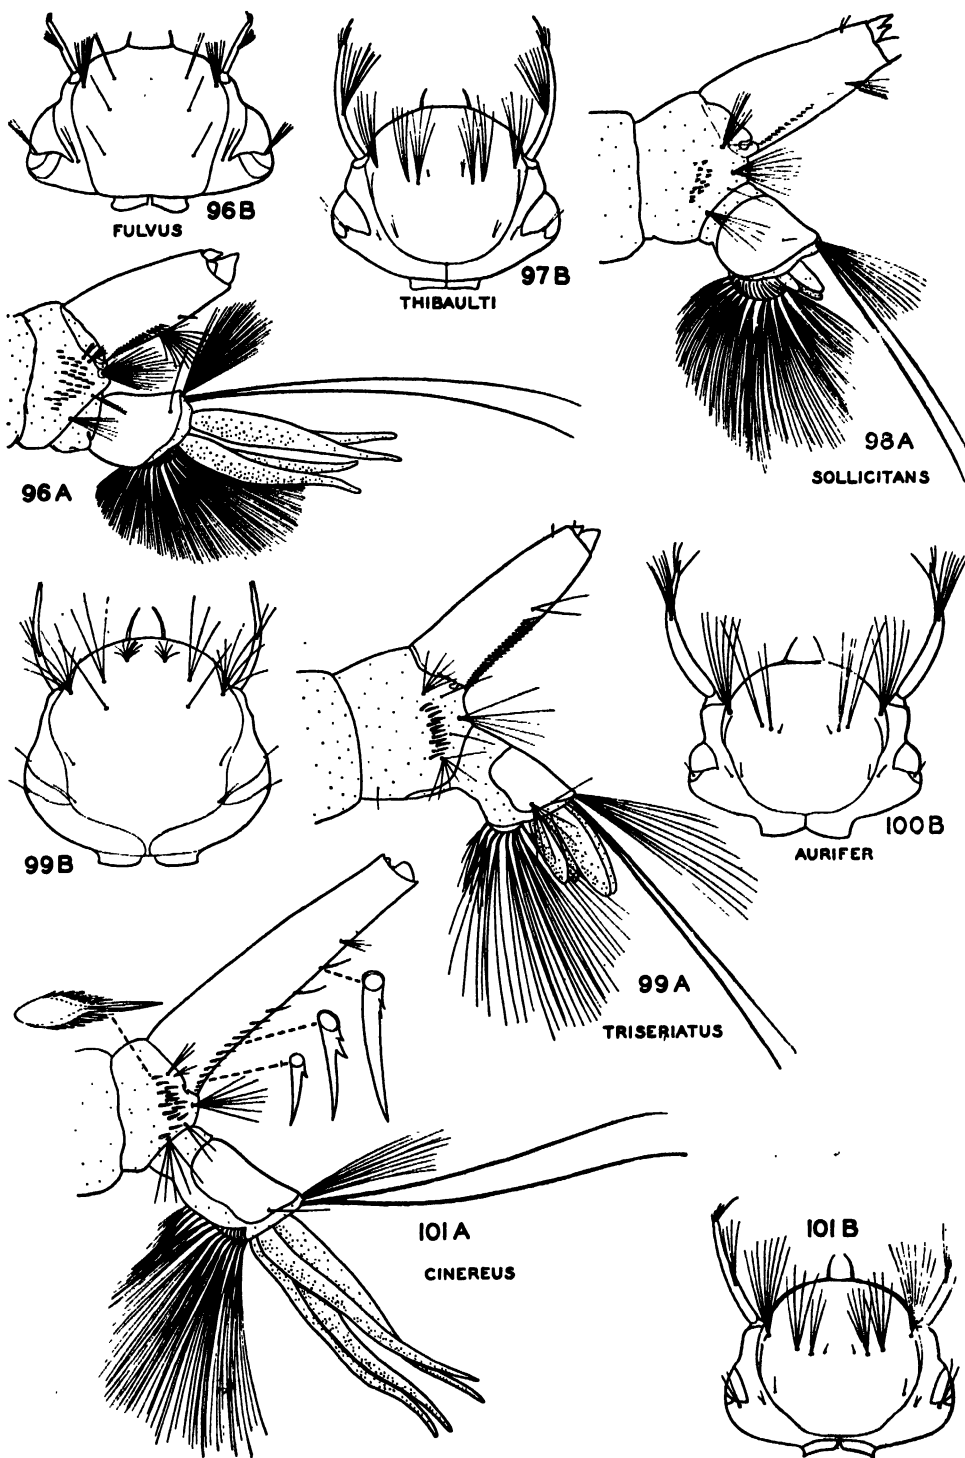 96B
FULVUS
97B
THIBAULTI
98A
SOLLICITANS
96A
99B
100B
AURIFER
99A
TRISERIATUS
101A
CINEREUS
101B